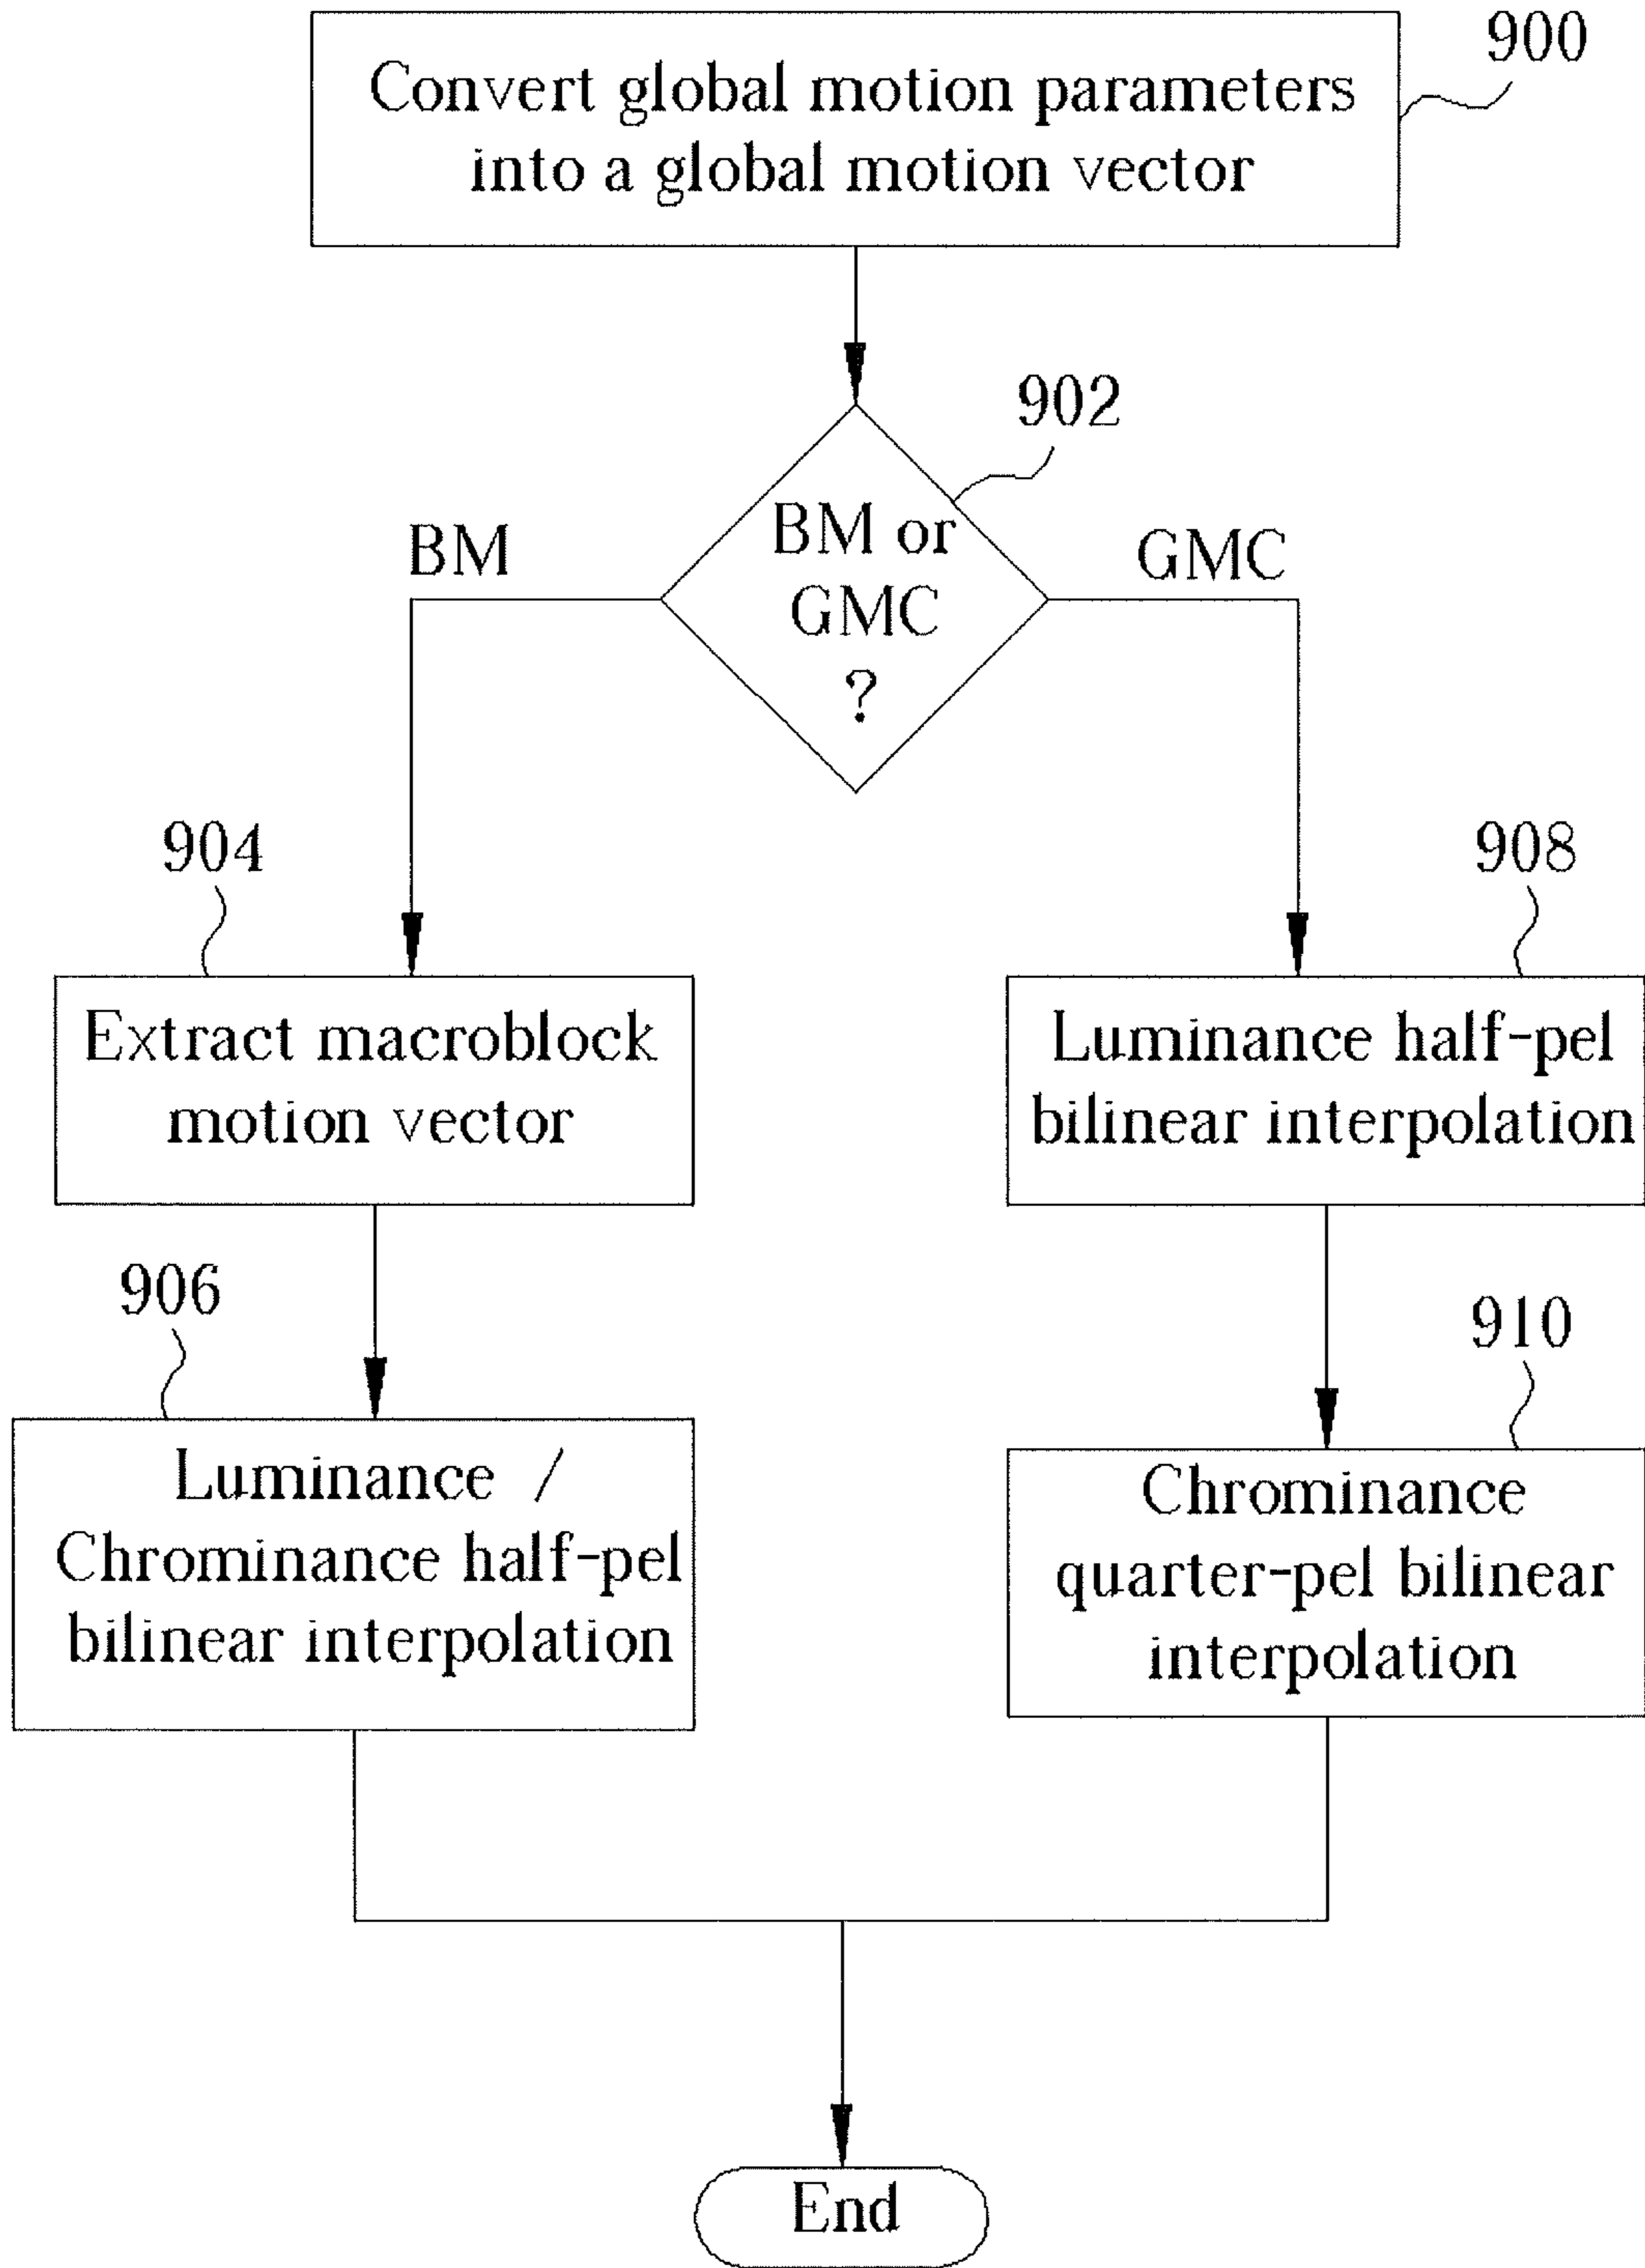 900
Convert global motion parameters
into a global motion vector
902
BM or
GMC
?
BM
GMC
904
Extract macroblock
motion vector
908
Luminance half-pel
bilinear interpolation
906
Luminance /
Chrominance half-pel
bilinear interpolation
910
Chrominance
quarter-pel bilinear
interpolation
End